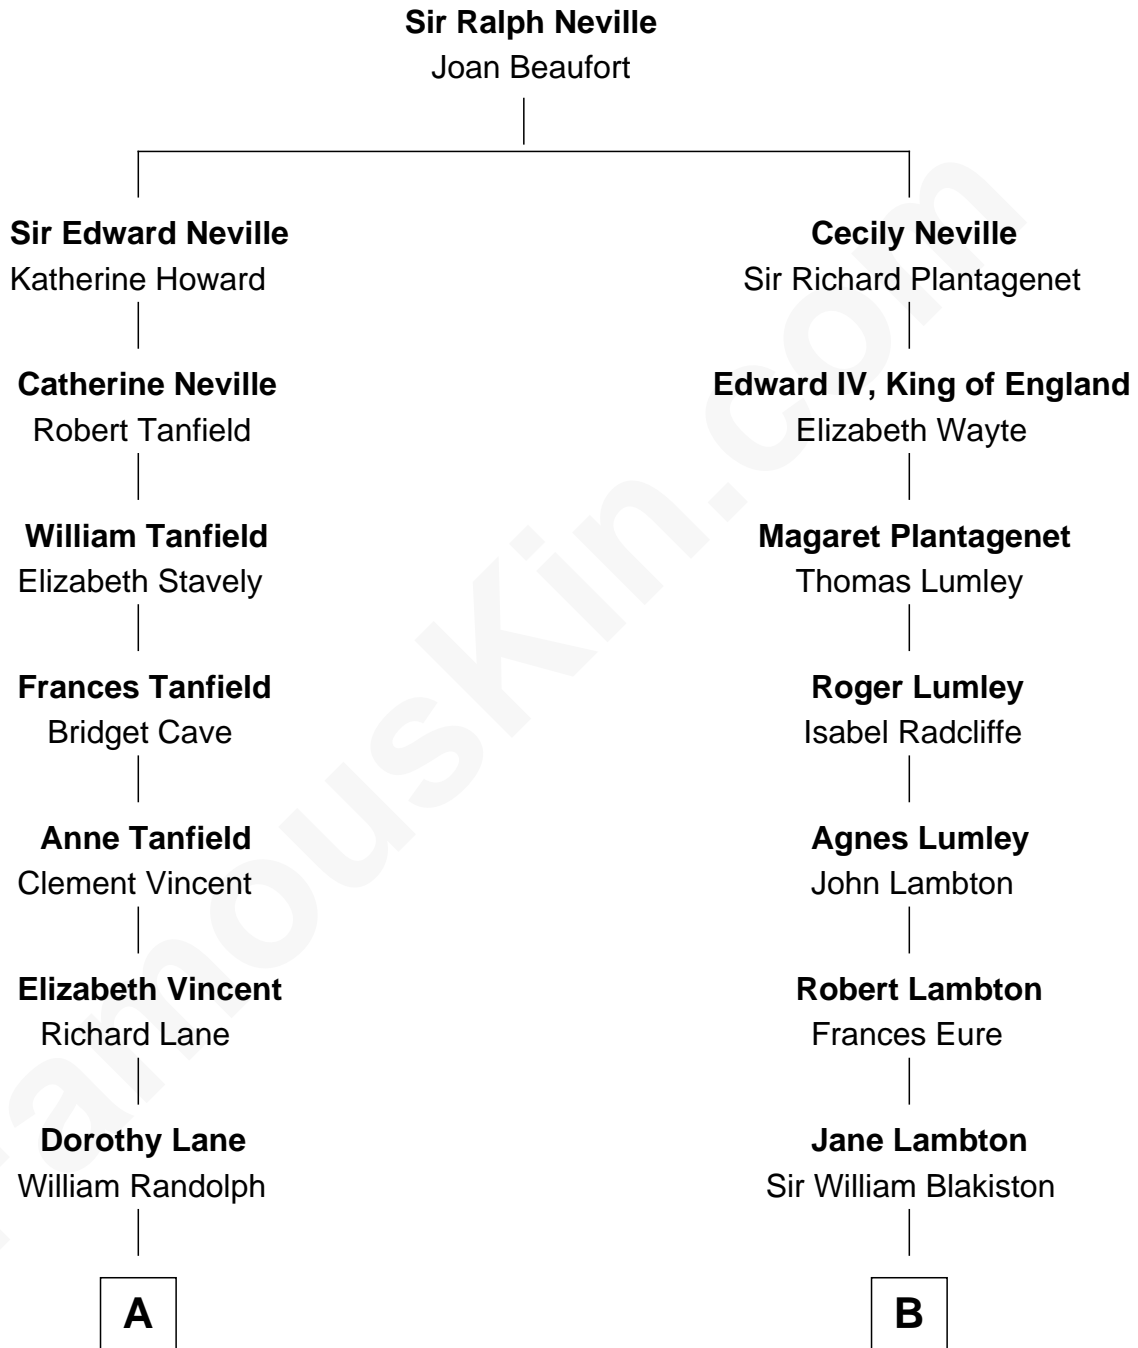 Sir Ralph Neville
Joan Beaufort
Sir Edward Neville
Katherine Howard
Cecily Neville
Sir Richard Plantagenet
Catherine Neville
Robert Tanfield
Edward IV, King of England
Elizabeth Wayte
William Tanfield
Elizabeth Stavely
Magaret Plantagenet
Thomas Lumley
Frances Tanfield
Bridget Cave
Roger Lumley
Isabel Radcliffe
Anne Tanfield
Clement Vincent
Agnes Lumley
John Lambton
Elizabeth Vincent
Richard Lane
Robert Lambton
Frances Eure
Dorothy Lane
William Randolph
Jane Lambton
Sir William Blakiston
A
B
FamousKin.com